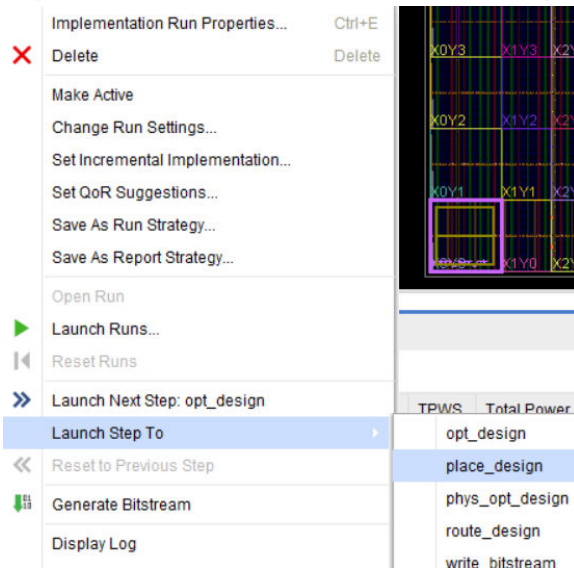 Implementation Run Properties... Ctrl+E
Delete Delete
Make Active
Change Run Settings...
Set Incremental Implementation...
Set QoR Suggestions...
Save As Run Strategy...
Save As Report Strategy...
Open Run
Launch Runs...
Reset Runs
Launch Next Step: opt_design
Launch Step To
Reset to Previous Step
Generate Bitstream
Display Log
X0Y3 X1Y3
X0Y2 X1Y2
X0Y1 X1Y1
X1Y0
TPWS Total Power
opt_design
place_design
phys_opt_design
route_design
write_bitstream